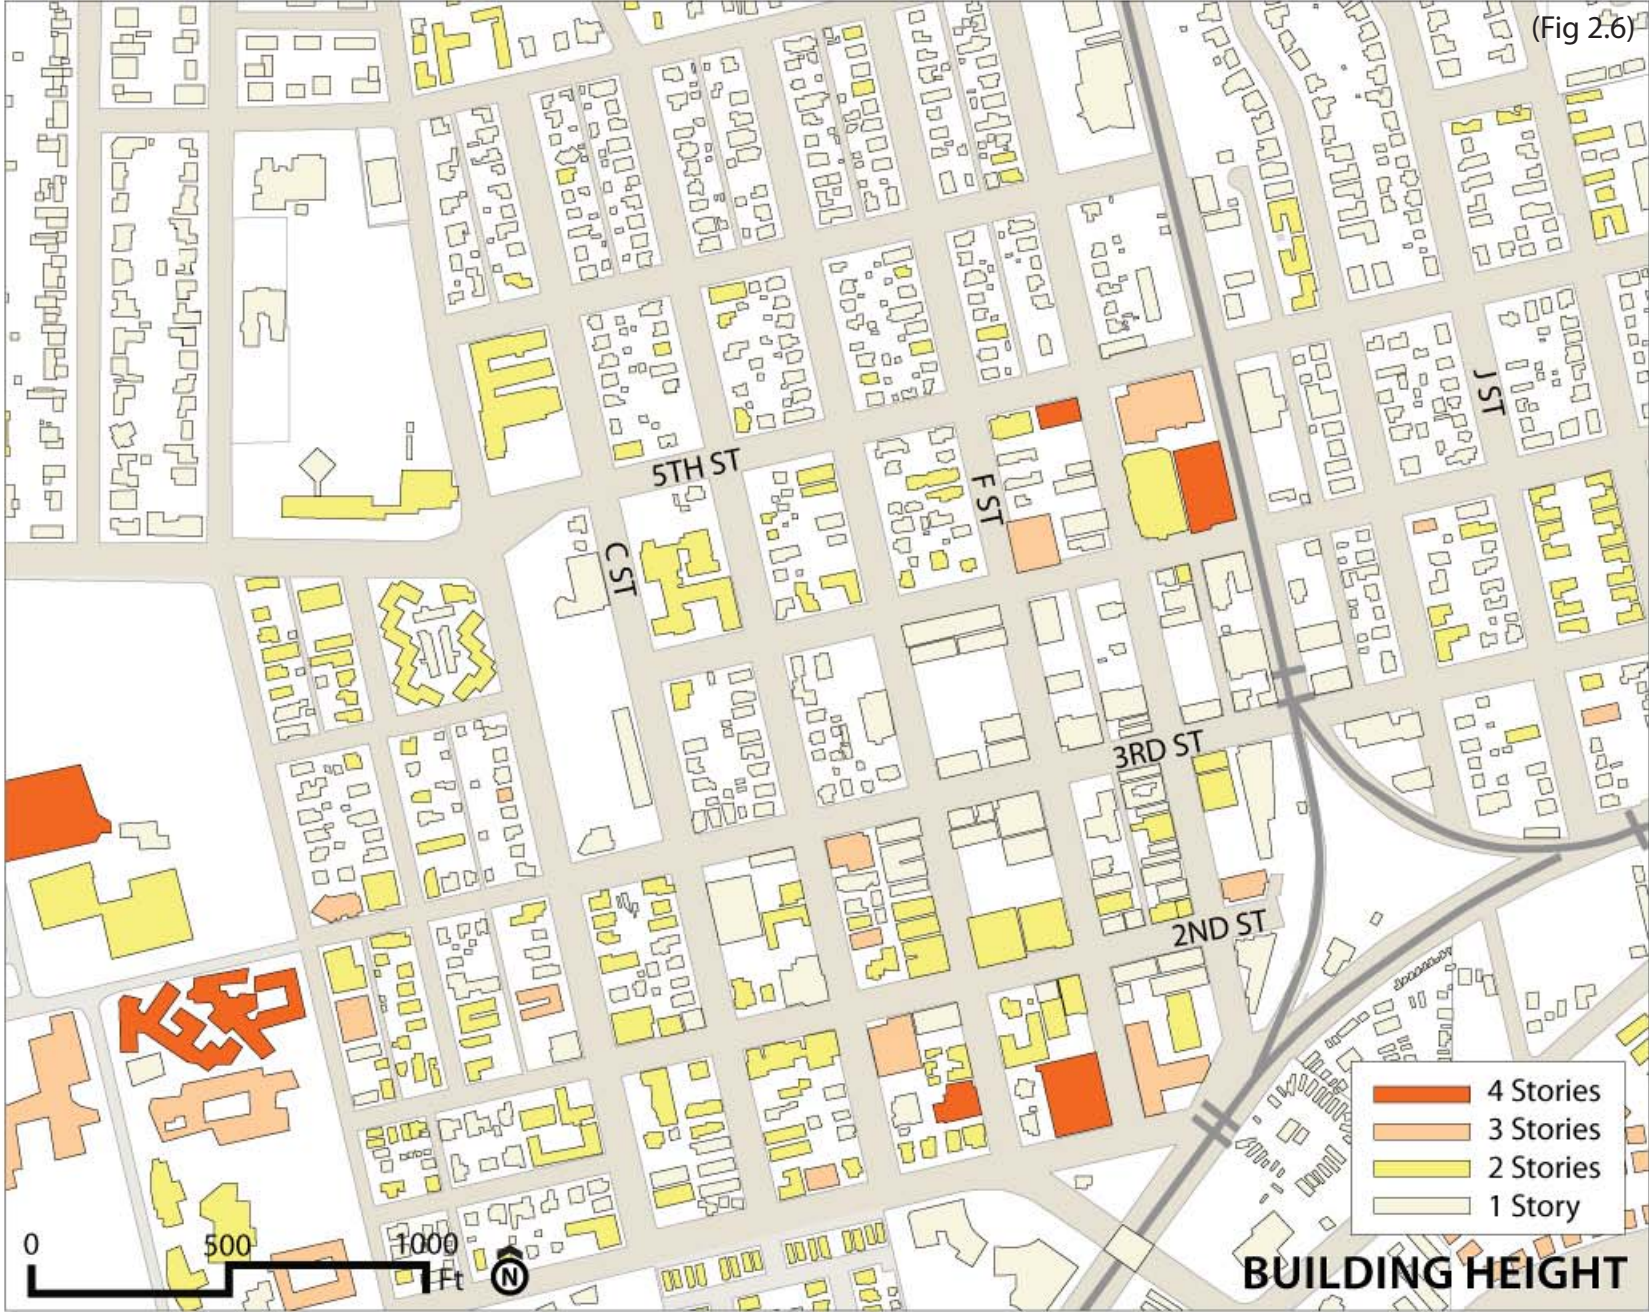 (Fig 2.6)
J ST
5TH ST
F ST
C ST
3RD ST
2ND ST
4 Stories
3 Stories
2 Stories
1 Story
0 500 1000
Ft
N
BUILDING HEIGHT